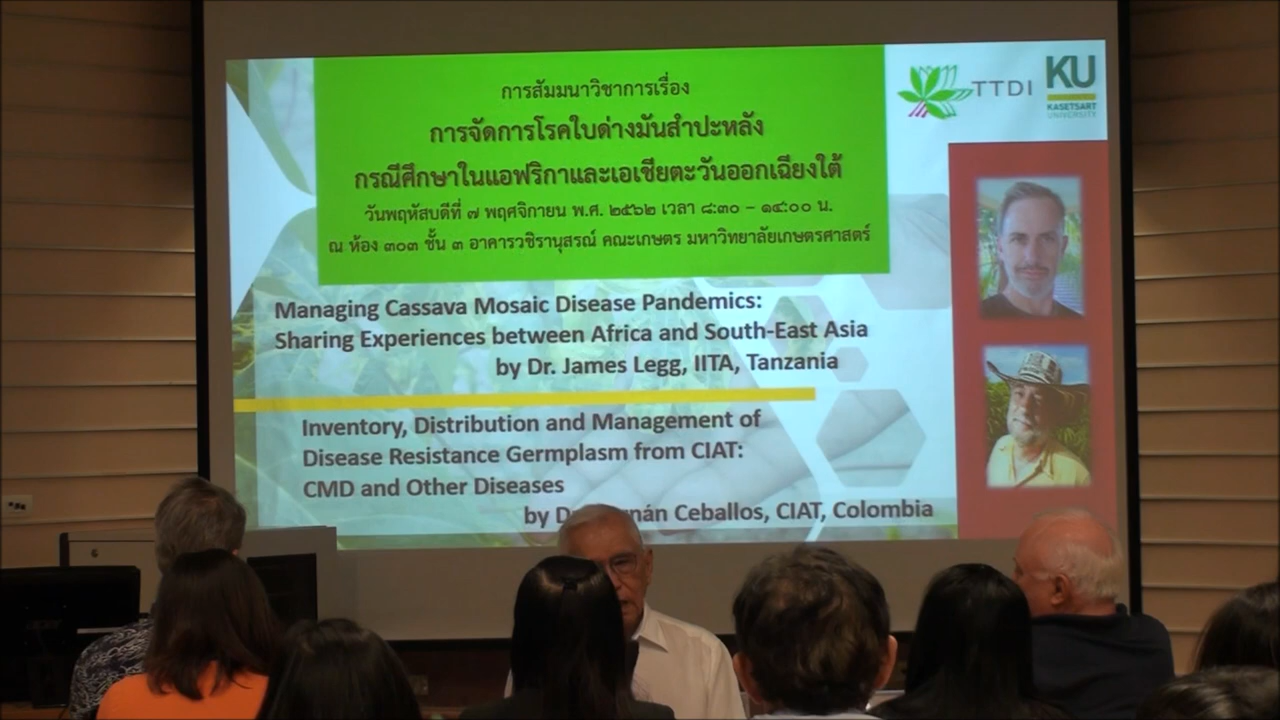 การสัมมนาวิชาการเรื่อง
การจัดการโรคใบด่างมันสำปะหลัง
กรณีศึกษาในแอฟริกาและเอเชียตะวันออกเฉียงใต้
วันพฤหัสบดีที่ ๗ พฤศจิกายน พ.ศ. ๒๕๖๒ เวลา ๘:๓๐ – ๑๔:๐๐ น.
ณ ห้อง ๓๐๓ ชั้น ๓ อาคารวชิรานุสรณ์ คณะเกษตร มหาวิทยาลัยเกษตรศาสตร์
TTDI
KU
KASETSART
UNIVERSITY
Managing Cassava Mosaic Disease Pandemics:
Sharing Experiences between Africa and South-East Asia
by Dr. James Legg, IITA, Tanzania
Inventory, Distribution and Management of
Disease Resistance Germplasm from CIAT:
CMD and Other Diseases
by Ceballos, CIAT, Colombia